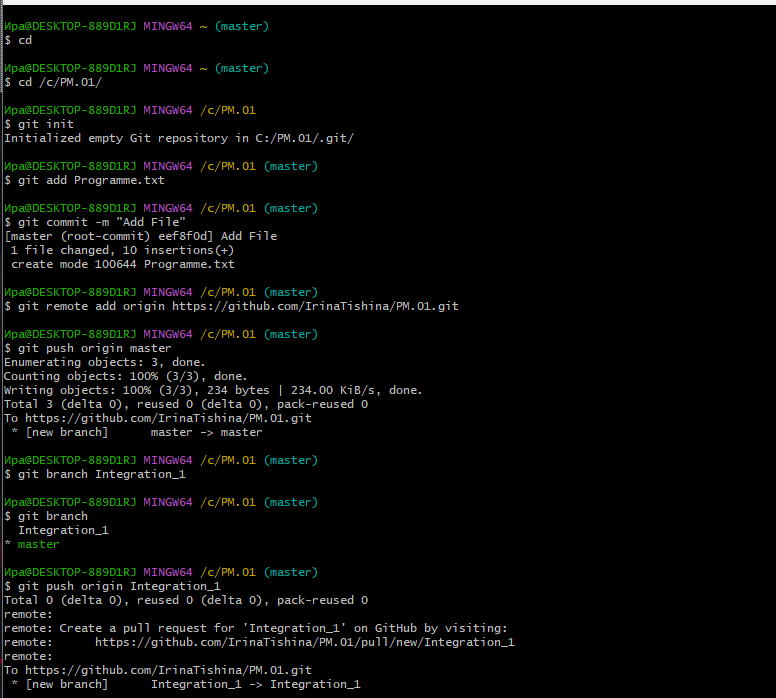 Ира@DESKTOP-889D1RJ MINGW64 ~ (master)
$ cd
Ира@DESKTOP-889D1RJ MINGW64 ~ (master)
$ cd /c/PM.01/
Ира@DESKTOP-889D1RJ MINGW64 /c/PM.01
$ git init
Initialized empty Git repository in C:/PM.01/.git/
Ира@DESKTOP-889D1RJ MINGW64 /c/PM.01 (master)
$ git add Programme.txt
Ира@DESKTOP-889D1RJ MINGW64 /c/PM.01 (master)
$ git commit -m "Add File"
[master (root-commit) eef8f0d] Add File
 1 file changed, 10 insertions(+)
 create mode 100644 Programme.txt
Ира@DESKTOP-889D1RJ MINGW64 /c/PM.01 (master)
$ git remote add origin https://github.com/IrinaTishina/PM.01.git
Ира@DESKTOP-889D1RJ MINGW64 /c/PM.01 (master)
$ git push origin master
Enumerating objects: 3, done.
Counting objects: 100% (3/3), done.
Writing objects: 100% (3/3), 234 bytes | 234.00 KiB/s, done.
Total 3 (delta 0), reused 0 (delta 0), pack-reused 0
To https://github.com/IrinaTishina/PM.01.git
 * [new branch]      master -> master
Ира@DESKTOP-889D1RJ MINGW64 /c/PM.01 (master)
$ git branch Integration_1
Ира@DESKTOP-889D1RJ MINGW64 /c/PM.01 (master)
$ git branch
  Integration_1
* master
Ира@DESKTOP-889D1RJ MINGW64 /c/PM.01 (master)
$ git push origin Integration_1
Total 0 (delta 0), reused 0 (delta 0), pack-reused 0
remote:
remote: Create a pull request for 'Integration_1' on GitHub by visiting:
remote:      https://github.com/IrinaTishina/PM.01/pull/new/Integration_1
remote:
To https://github.com/IrinaTishina/PM.01.git
 * [new branch]      Integration_1 -> Integration_1